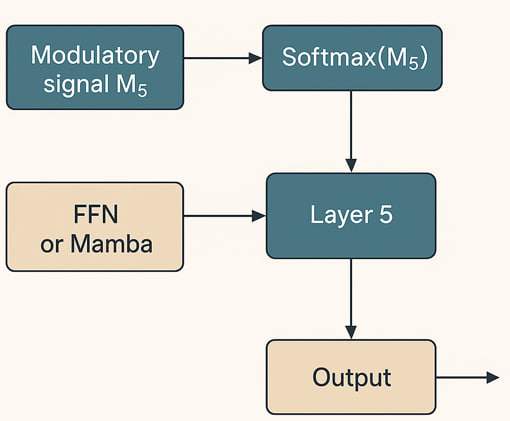 Modulatory
signal M₅
Softmax(M₅)
FFN
or Mamba
Layer 5
Output